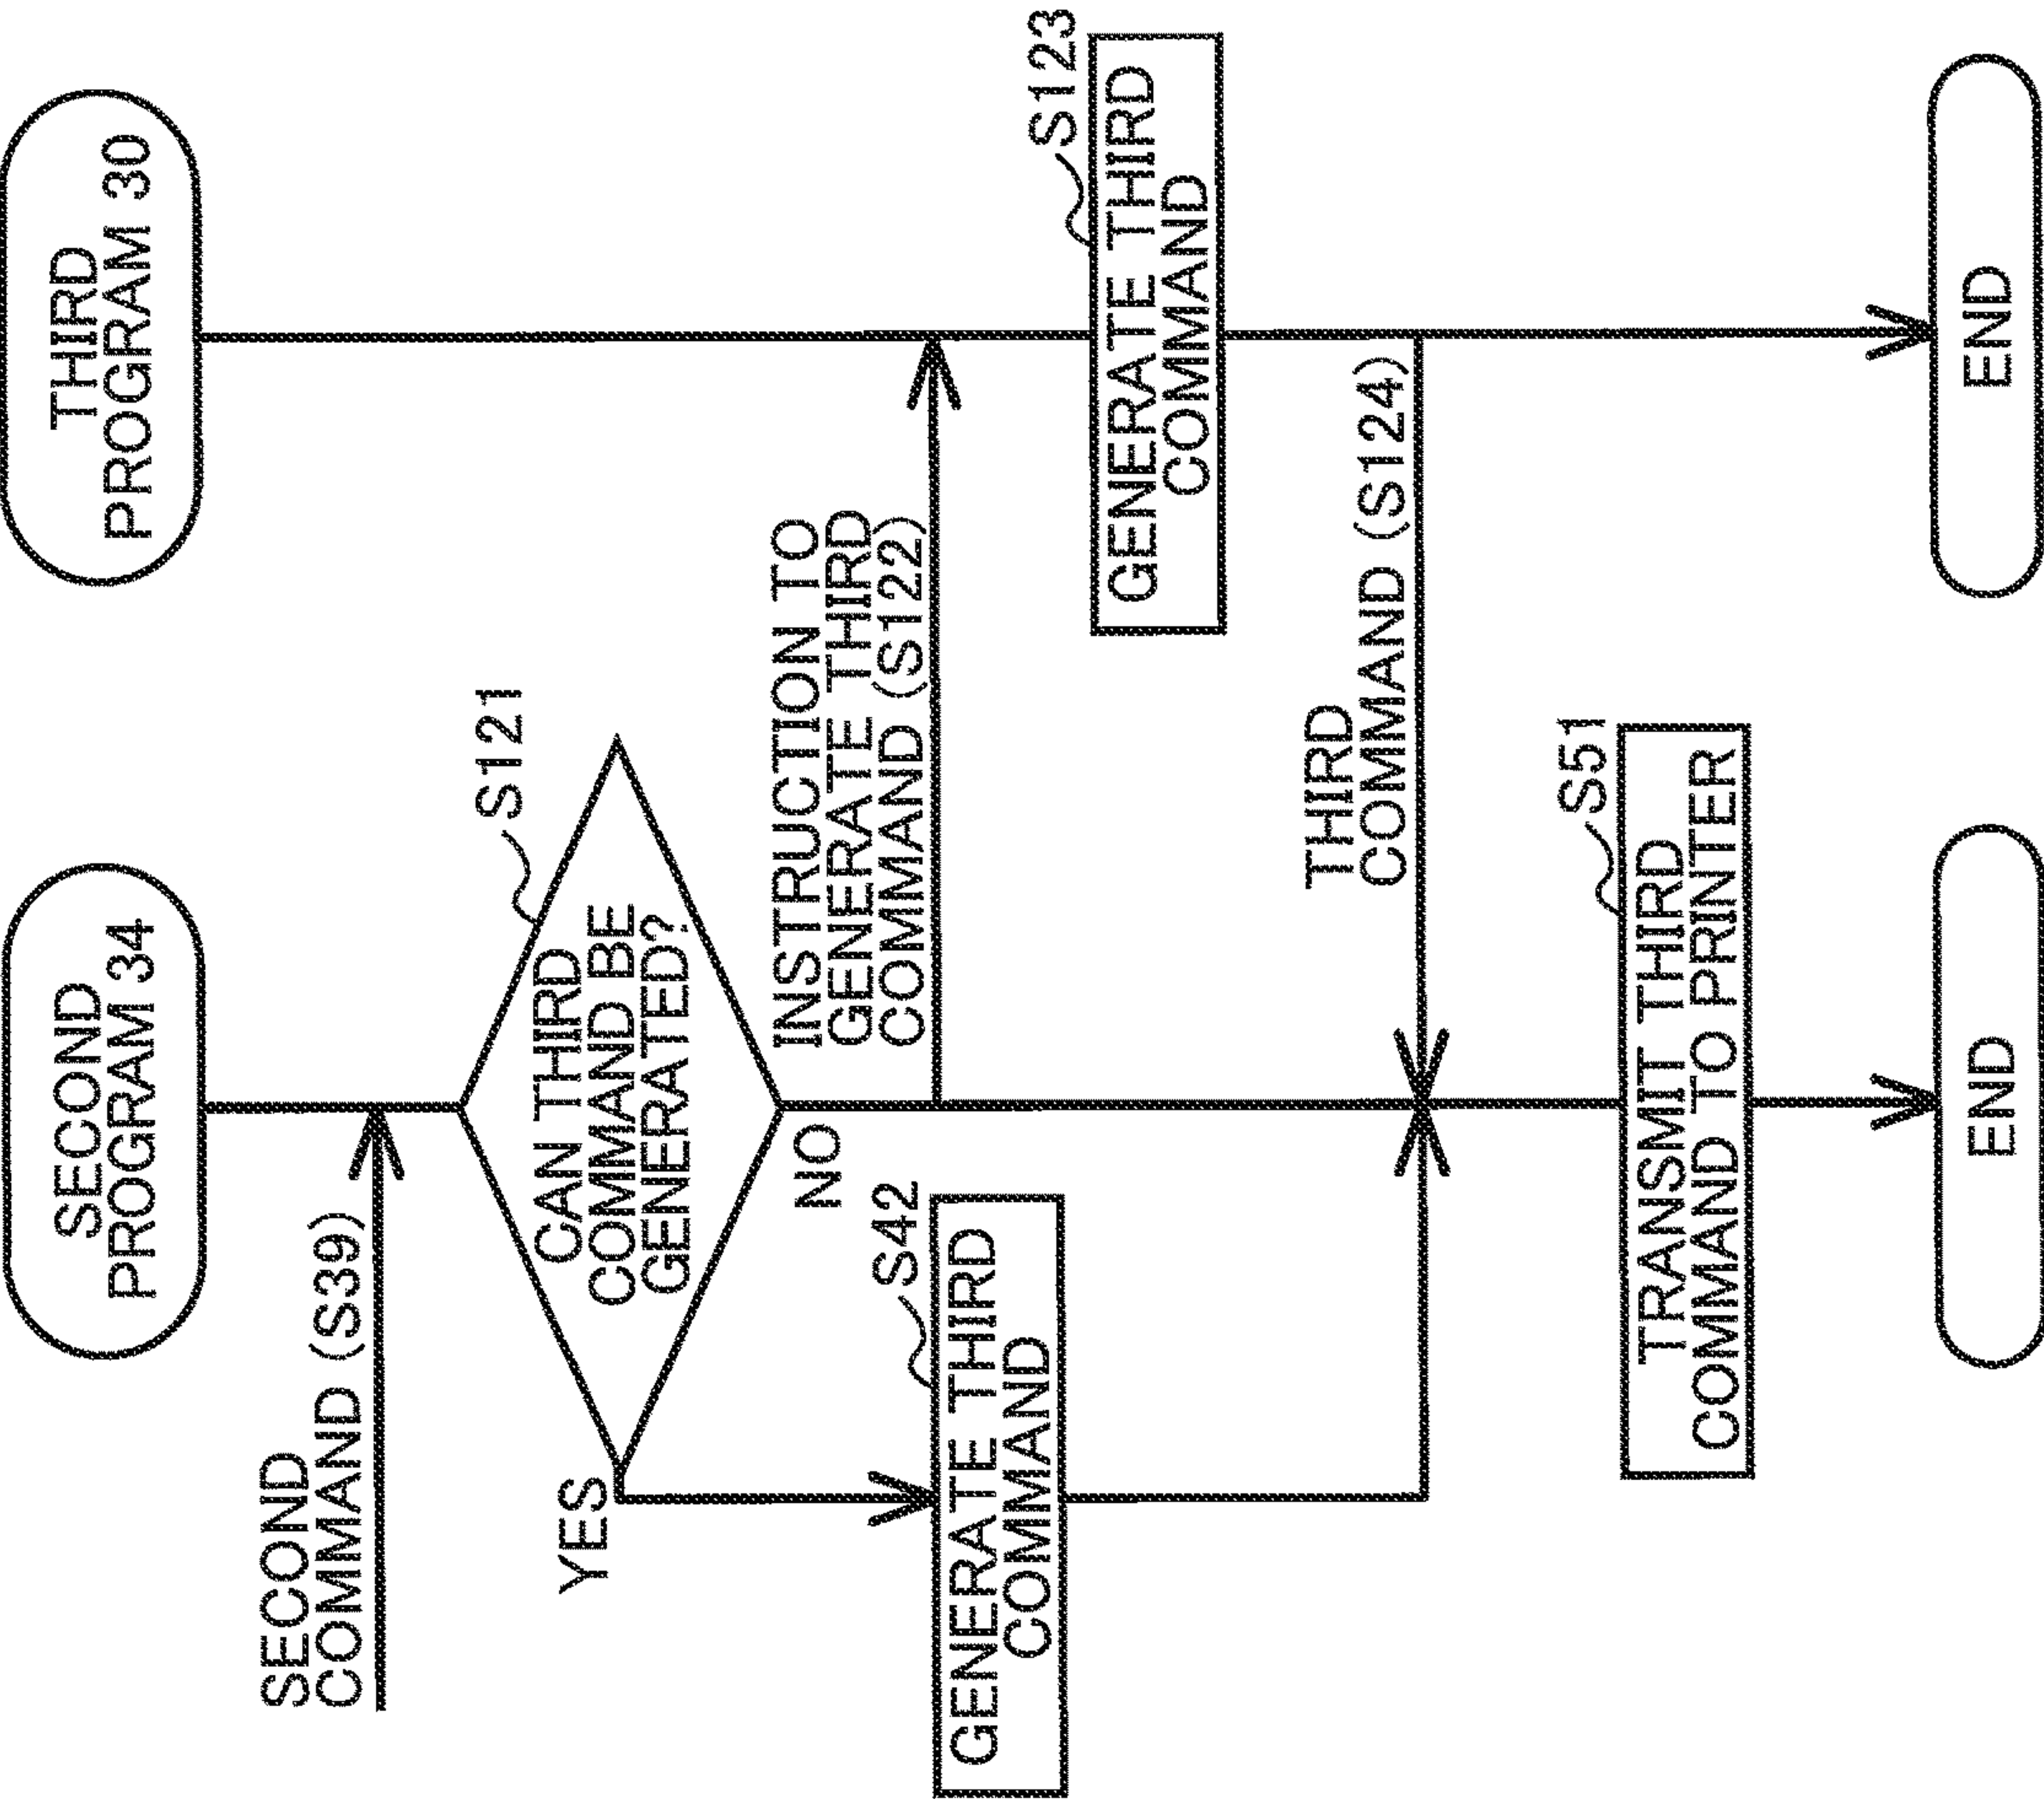 SECOND
PROGRAM 34
THIRD
PROGRAM 30
SECOND
COMMAND (S39)
S121
CAN THIRD
COMMAND BE
GENERATED?
YES
NO
INSTRUCTION TO
GENERATE THIRD
COMMAND (S122)
S42
GENERATE THIRD
COMMAND
S123
GENERATE THIRD
COMMAND
THIRD
COMMAND (S124)
S51
TRANSMIT THIRD
COMMAND TO PRINTER
END
END